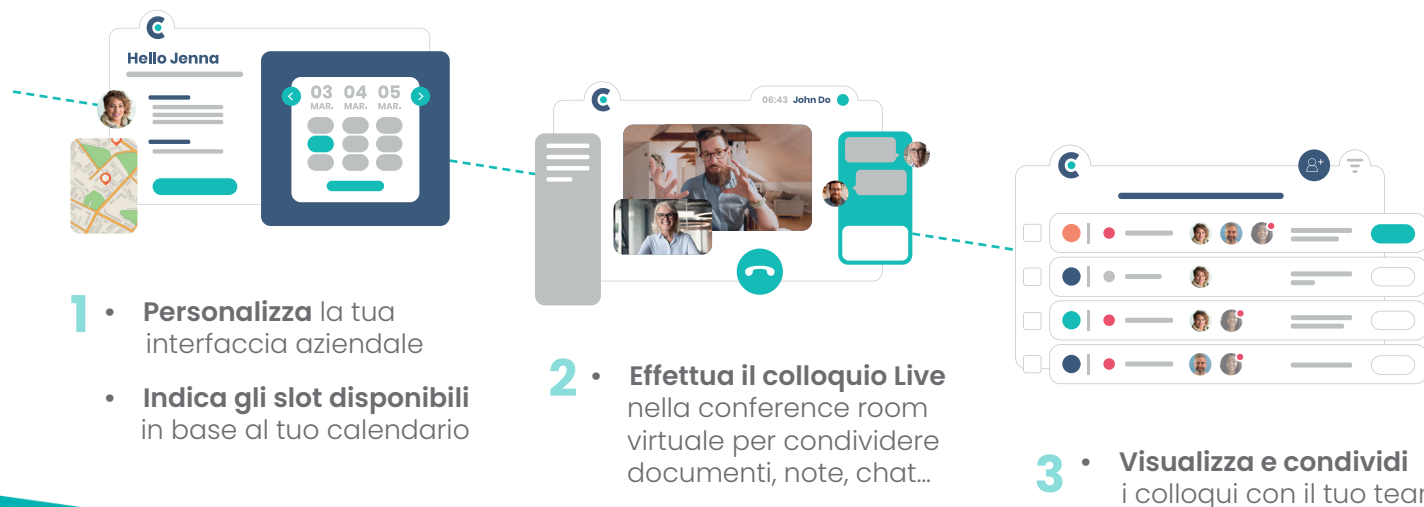 Hello Jenna
03 04 05
MAR. MAR. MAR.
06:43 John Do
1
• Personalizza la tua
interfaccia aziendale
• Indica gli slot disponibili
in base al tuo calendario
2
• Effettua il colloquio Live
nella conference room
virtuale per condividere
documenti, note, chat...
3
• Visualizza e condividi
i colloqui con il tuo